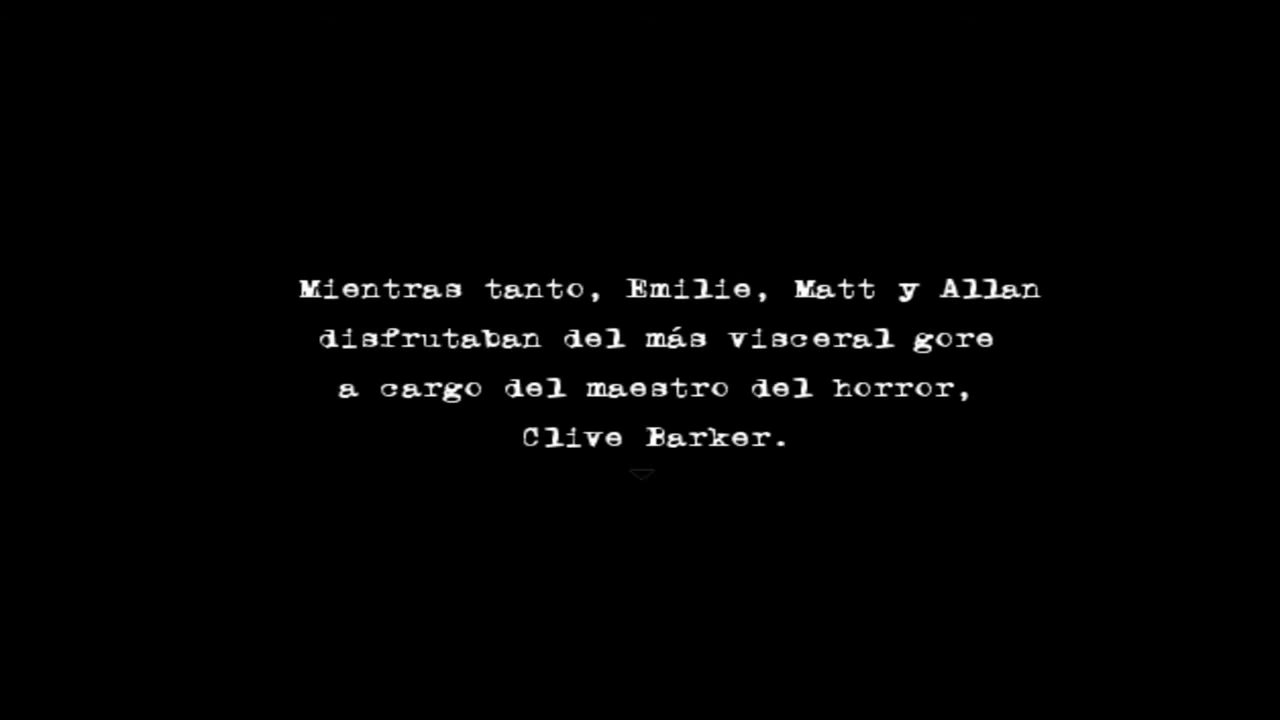 Mientras tanto, Emilie, Matt y Allan
disfrutaban del más visceral gore
a cargo del maestro del horror,
Clive Barker.